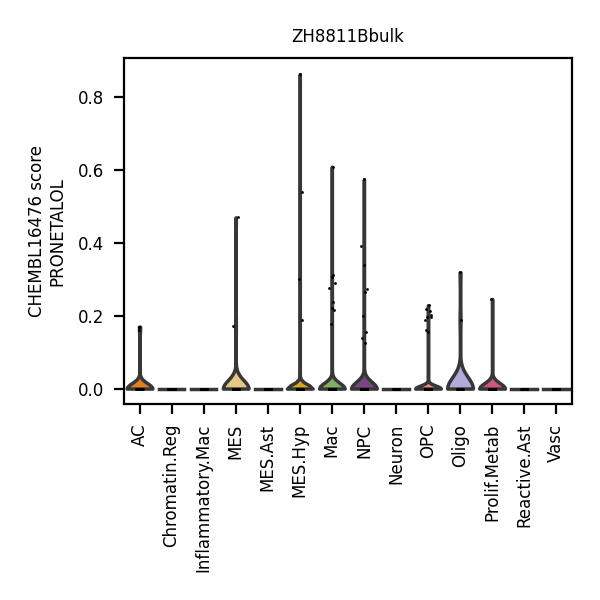 ZH8811Bbulk
CHEMBL16476 score
PRONETALOL
0.8
0.6
0.4
0.2
0.0
AC
Chromatin.Reg
Inflammatory.Mac
MES
MES.Ast
MES.Hyp
Mac
NPC
Neuron
OPC
Oligo
Prolif.Metab
Reactive.Ast
Vasc